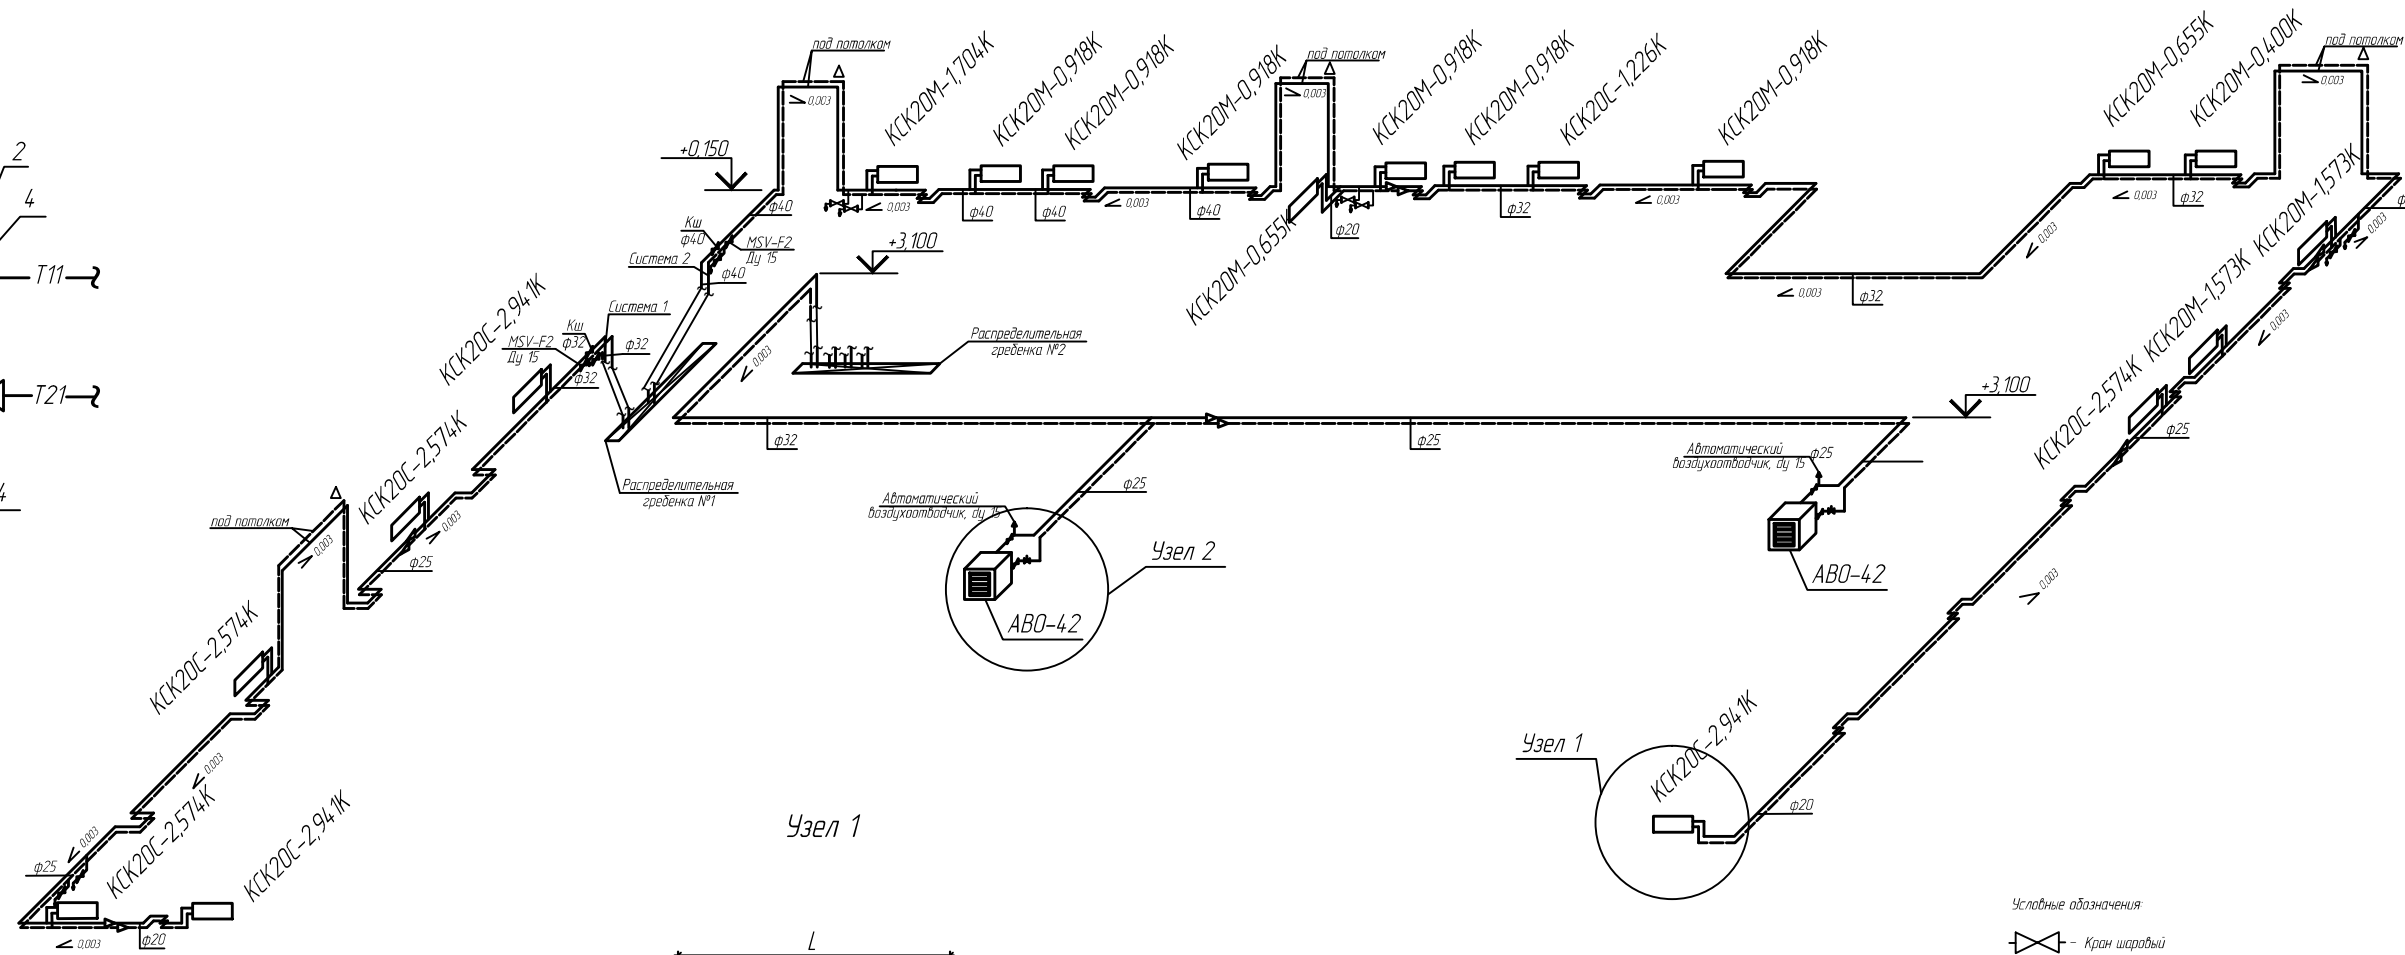 под потолком
КСК20М-1,704К
КСК20М-0,918К
КСК20М-0,918К
КСК20М-0,918К
под потолком
КСК20М-0,918К
КСК20М-0,918К
КСК20С-1,226К
КСК20М-0,918К
КСК20М-0,655К
КСК20М-0,400К
под потолком
0,003
0,003
0,003
2
+0,150
4
ф40
0,003
ф40
ф40
0,003
ф40
ф20
ф32
0,003
0,003
ф32
ф
0,003
Кш
ф40
MSV-F2
Ду 15
Система 2
ф40
+3,100
КСК20М-0,655К
0,003
КСК20М-1,573К
Т11
0,003
ф32
КСК20М-1,573К
0,003
КСК20С-2,941К
Система 1
Кш
MSV-F2
ф32
Ду 15
ф32
ф32
0,003
Распределительная
гребенка №2
Т21
+3,100
КСК20С-2,574К
КСК20С-2,574К
ф32
ф25
ф25
Автоматический
воздухоотводчик, dy 15
ф25
4
Распределительная
гребенка №1
Автоматический
воздухоотводчик, dy 15
ф25
под потолком
0,003
0,003
ф25
Узел 2
АВО-42
АВО-42
0,003
КСК20С-2,574К
КСК20С-2,941К
Узел 1
0,003
0,003
КСК20С-2,574К
КСК20С-2,941К
ф25
Узел 1
ф20
0,003
ф20
L
Условные обозначения:
- Кран шаровый